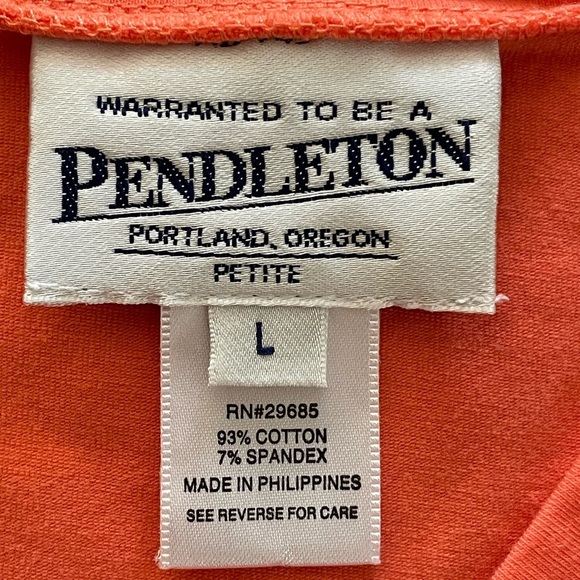 WARRANTED TO BE A
PENDLETON
PORTLAND, OREGON
PETITE
L
RN#29685
93% COTTON
7% SPANDEX
MADE IN PHILIPPINES
SEE REVERSE FOR CARE